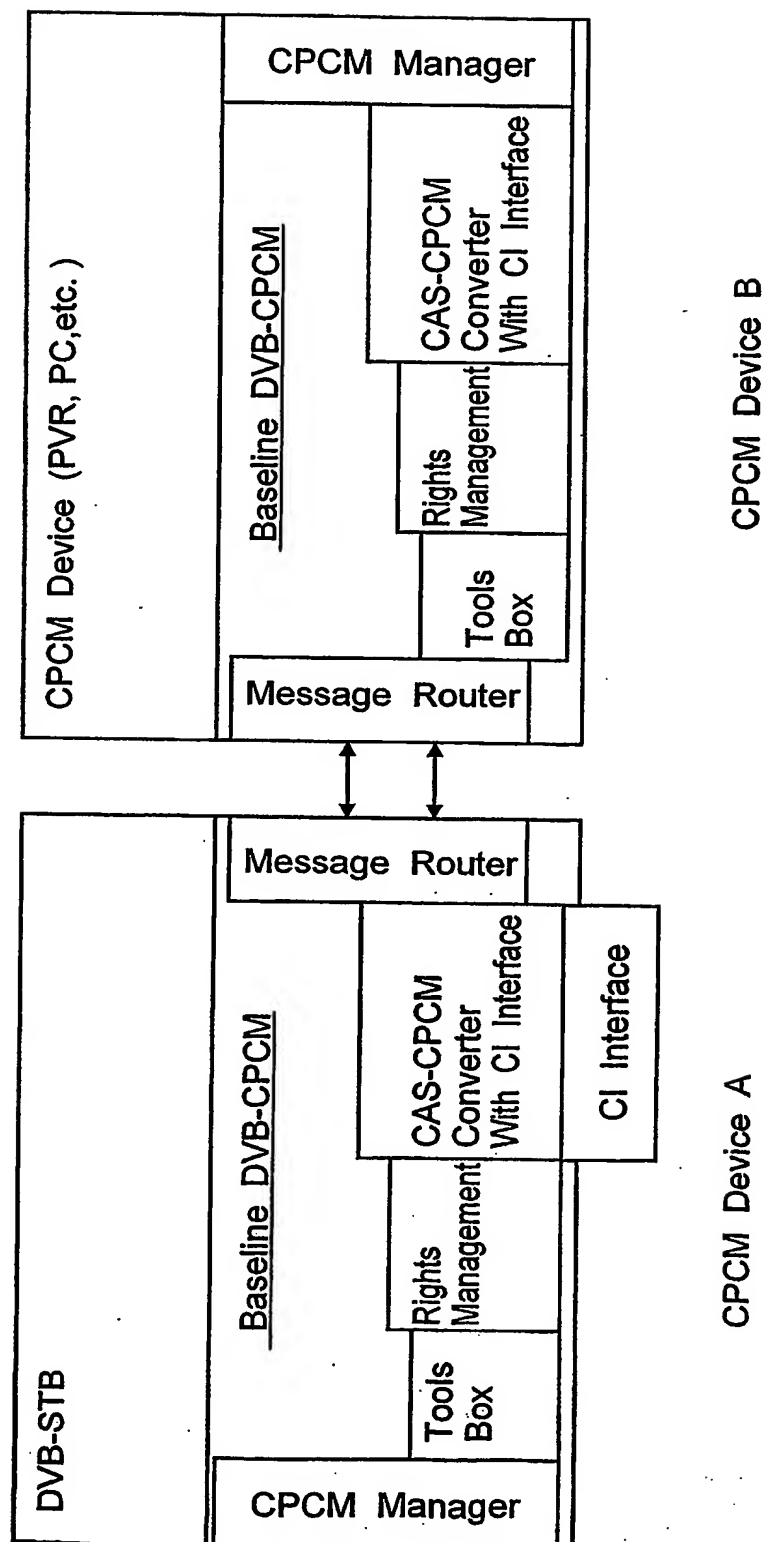 DVB-STB
Baseline DVB-CPCM
CPCM Manager
Tools
Box
Rights
Management
CAS-CPCM
Converter
With CI Interface
Message Router
CI Interface
CPCM Device A
CPCM Device (PVR, PC,etc. )
Baseline DVB-CPCM
Message Router
Tools
Box
Rights
Management
CAS-CPCM
Converter
With CI Interface
CPCM Manager
CPCM Device B